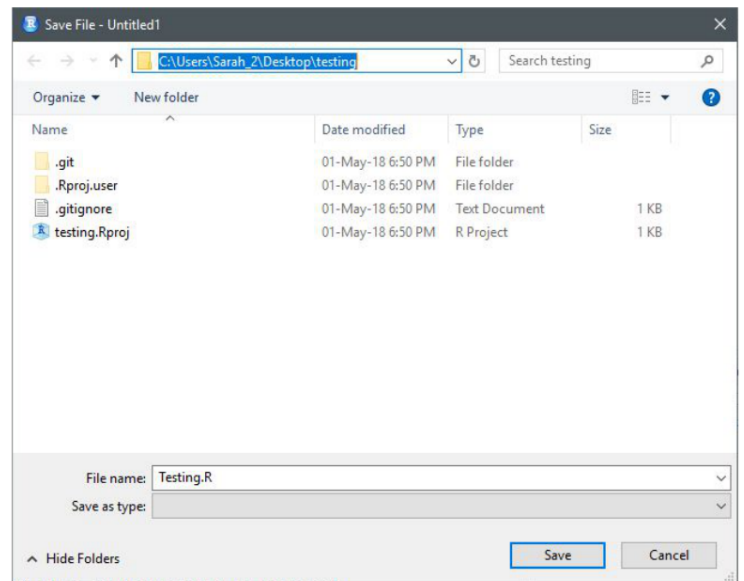 Save File - Untitled1
C:\Users\Sarah_2\Desktop\testing Search testing
Organize New folder
Name Date modified Type Size
.git 01-May-18 6:50 PM File folder
.Rproj.user 01-May-18 6:50 PM File folder
.gitignore 01-May-18 6:50 PM Text Document 1 KB
testing.Rproj 01-May-18 6:50 PM R Project 1 KB
File name: Testing.R
Save as type:
Hide Folders Save Cancel